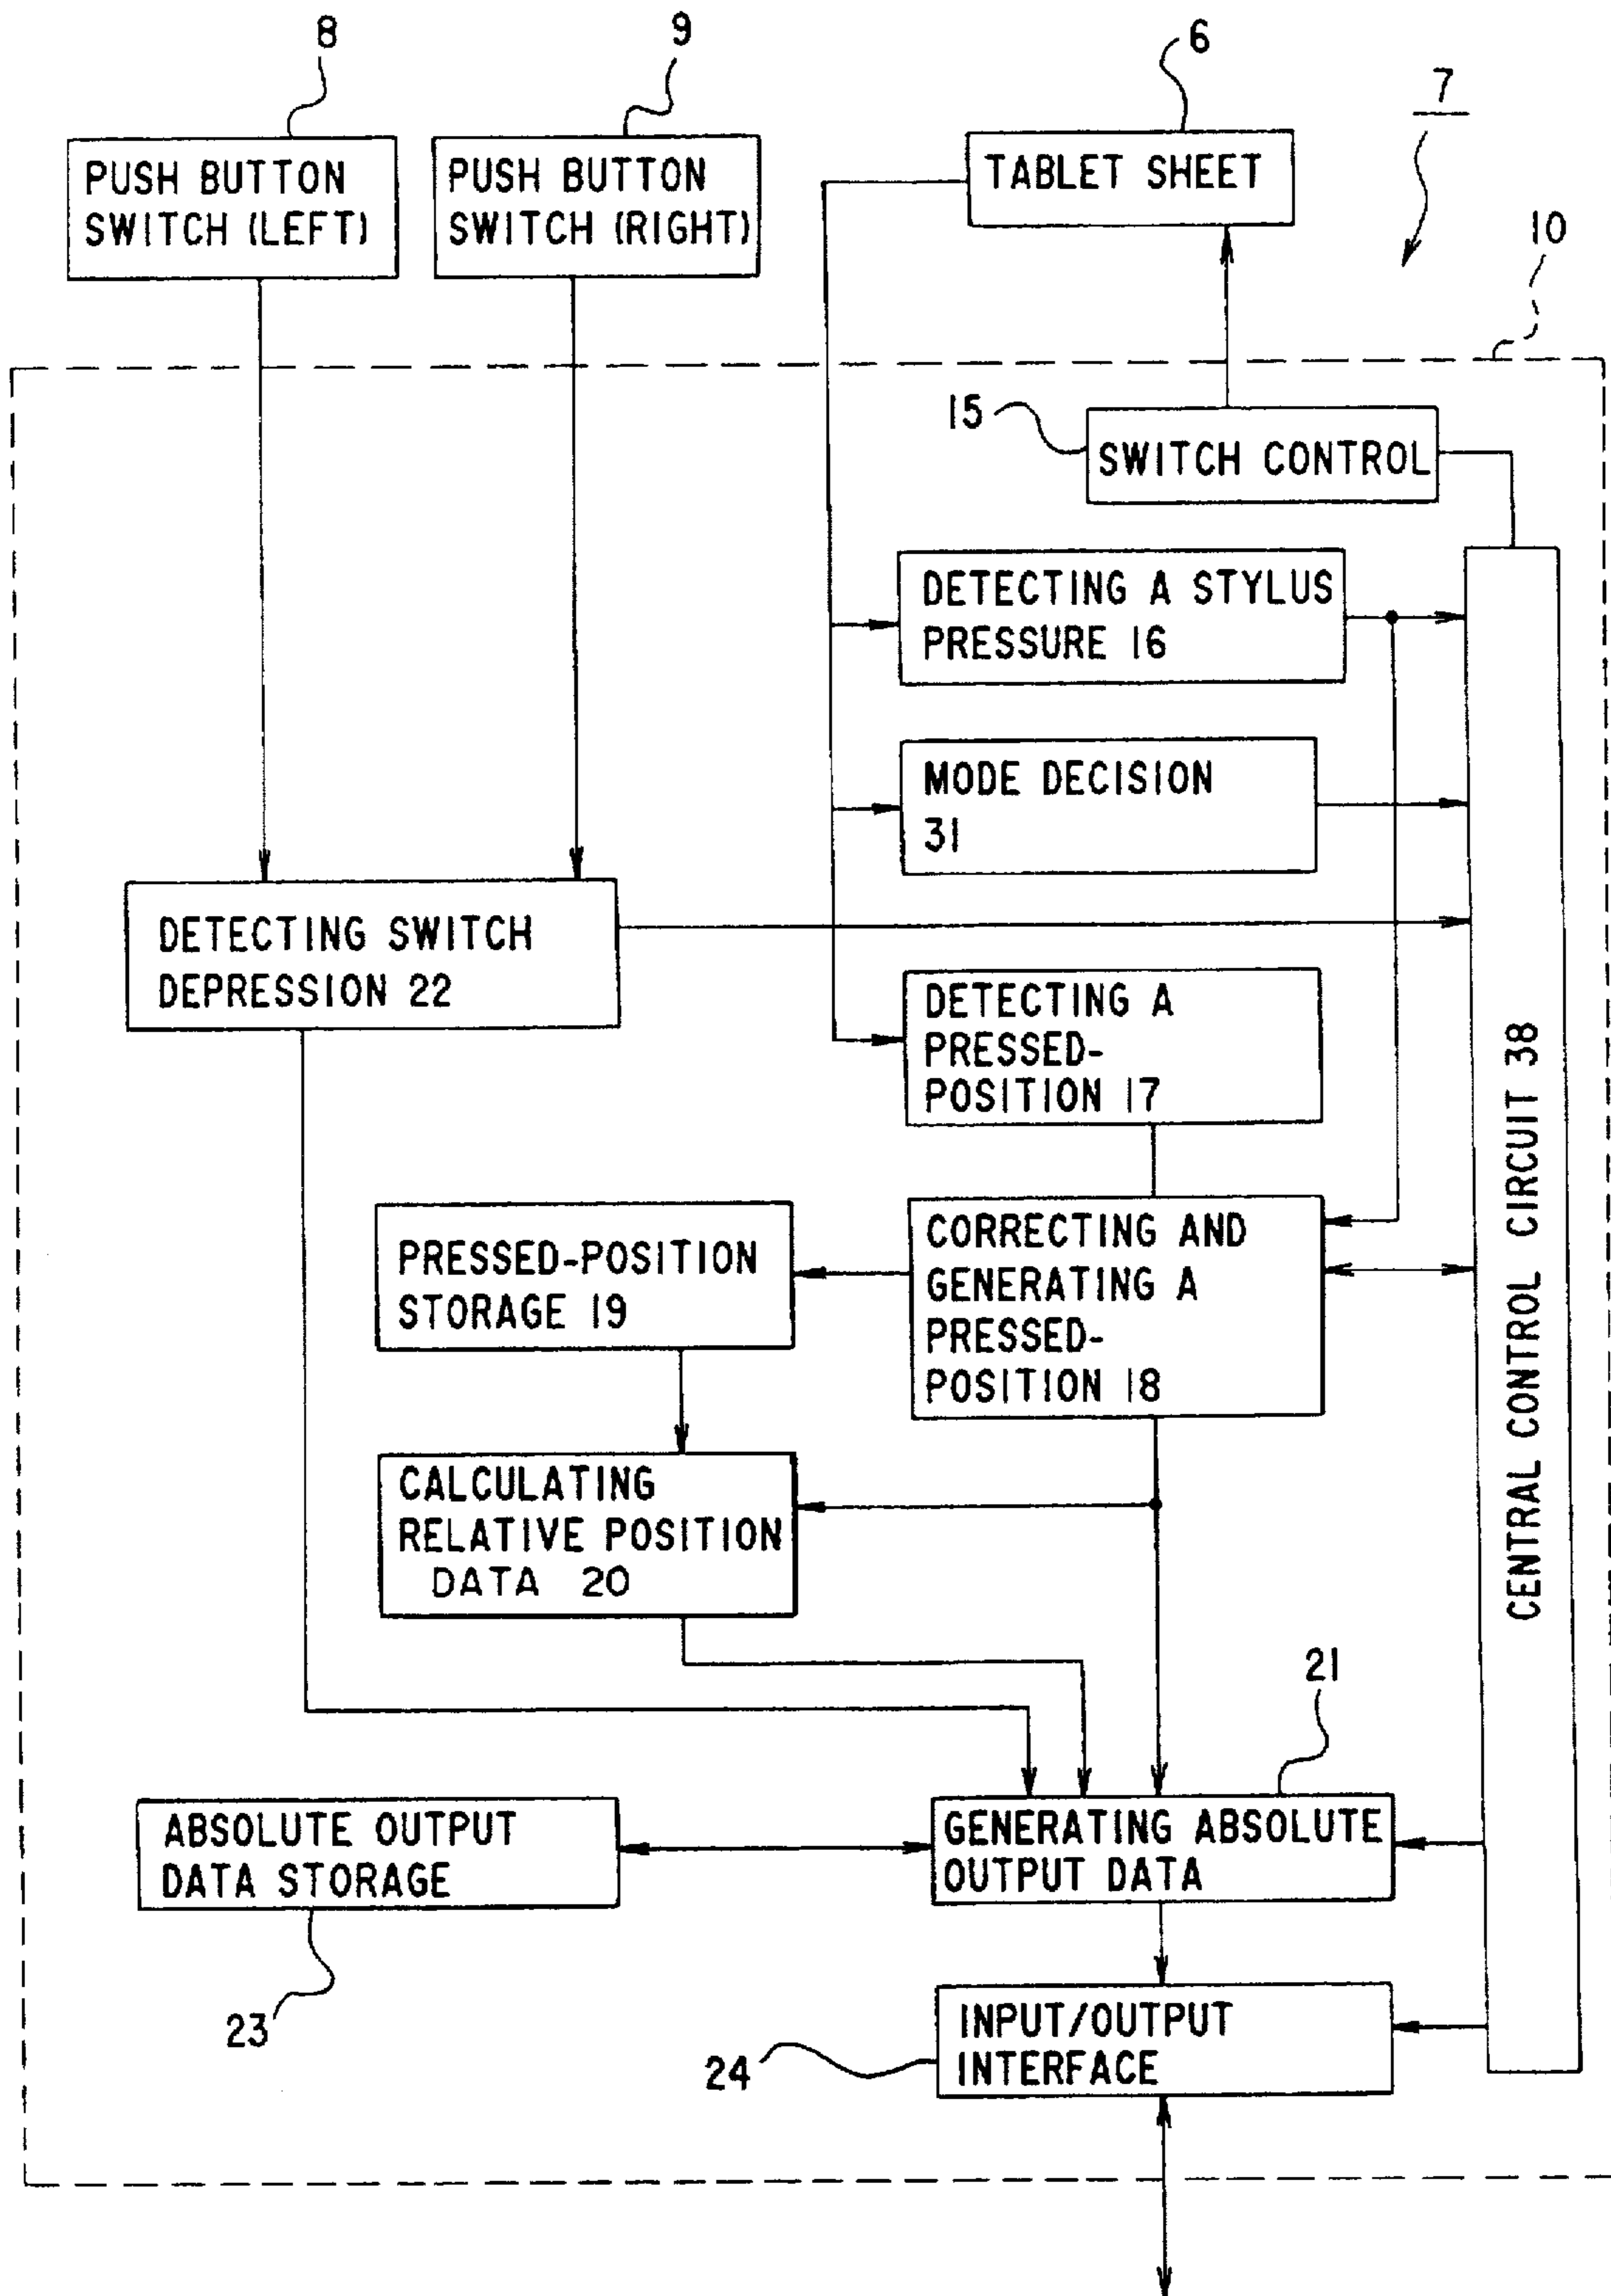 8
9
6
7
PUSH BUTTON
SWITCH (LEFT)
PUSH BUTTON
SWITCH (RIGHT)
TABLET SHEET
10
15
SWITCH CONTROL
DETECTING A STYLUS
PRESSURE 16
MODE DECISION
31
DETECTING SWITCH
DEPRESSION 22
DETECTING A
PRESSED-
POSITION 17
CENTRAL CONTROL CIRCUIT 38
PRESSED-POSITION
STORAGE 19
CORRECTING AND
GENERATING A
PRESSED-
POSITION 18
CALCULATING
RELATIVE POSITION
DATA 20
21
ABSOLUTE OUTPUT
DATA STORAGE
GENERATING ABSOLUTE
OUTPUT DATA
23
24
INPUT/OUTPUT
INTERFACE